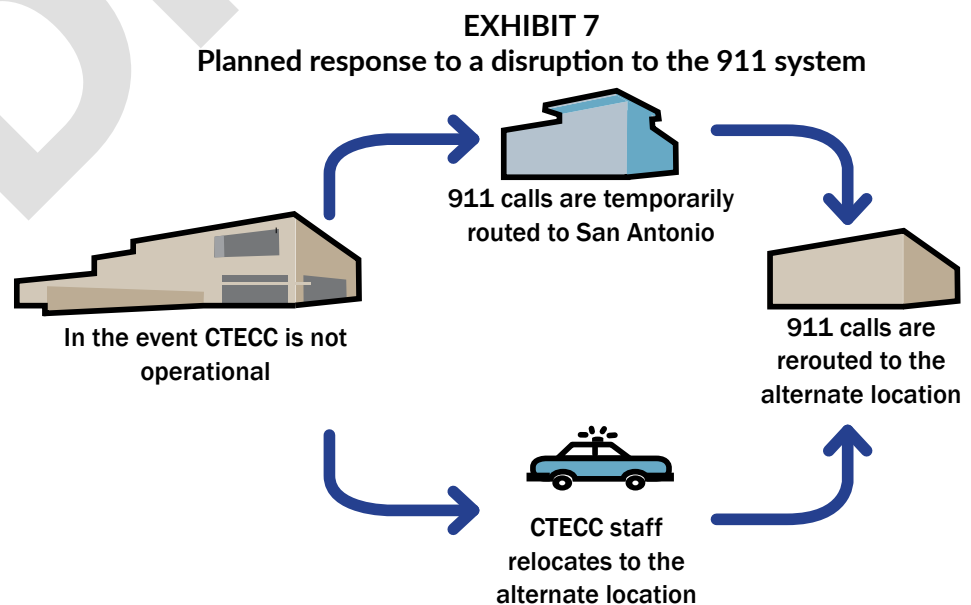 EXHIBIT 7
Planned response to a disruption to the 911 system
911 calls are temporarily
routed to San Antonio
In the event CTECC is not
operational
911 calls are
rerouted to the
alternate location
CTECC staff
relocates to the
alternate location